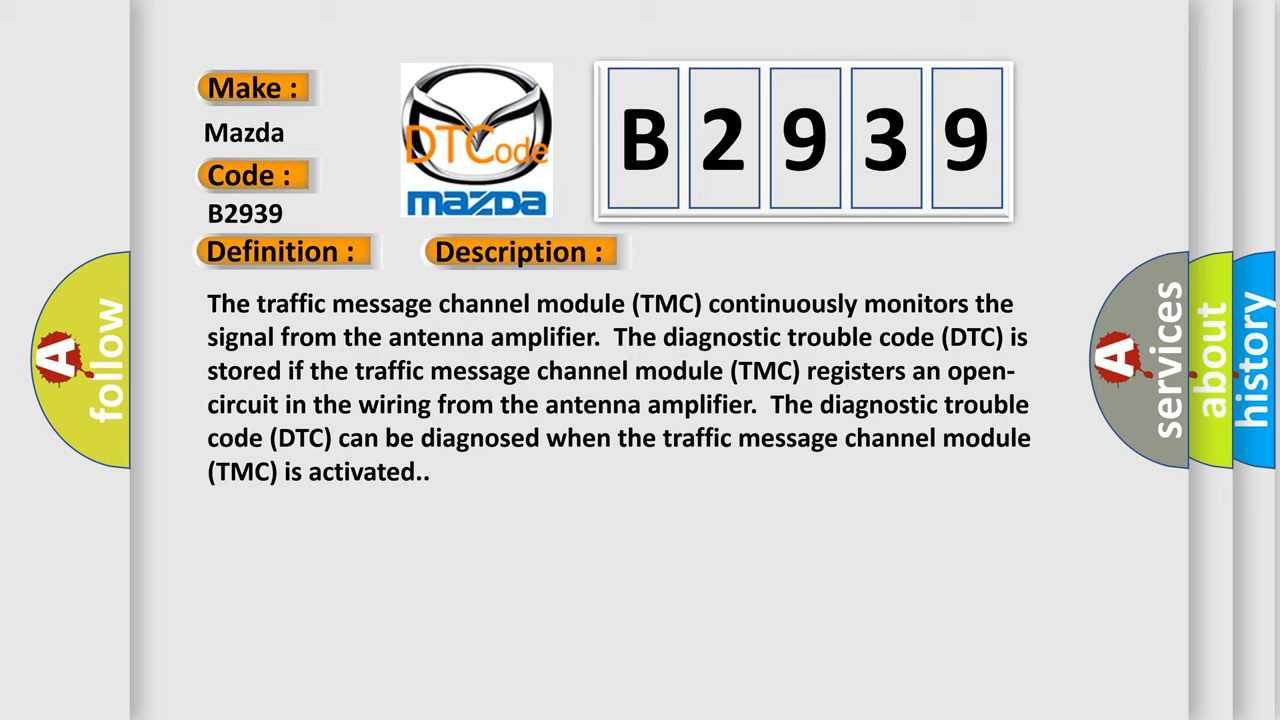 Make :
Mazda
Code :
B2939
Definition :
Description :
DTCode
mazda
B 2 9 3 9
The traffic message channel module (TMC) continuously monitors the
signal from the antenna amplifier. The diagnostic trouble code (DTC) is
stored if the traffic message channel module (TMC) registers an open-
circuit in the wiring from the antenna amplifier. The diagnostic trouble
code (DTC) can be diagnosed when the traffic message channel module
(TMC) is activated..
A follow
A services
about
history